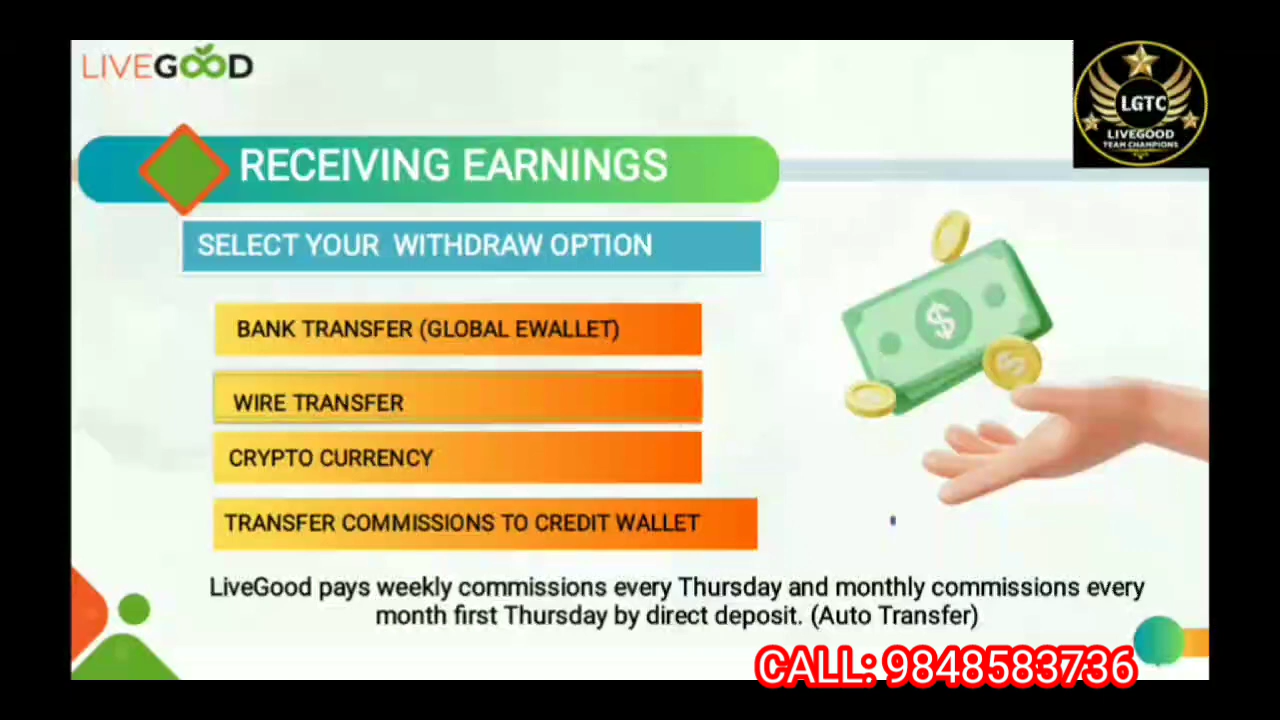 LIVEGOOD
LGTC
LIVEGOOD
TEAM CHAMPIONS
RECEIVING EARNINGS
SELECT YOUR WITHDRAW OPTION
BANK TRANSFER (GLOBAL EWALLET)
WIRE TRANSFER
CRYPTO CURRENCY
TRANSFER COMMISSIONS TO CREDIT WALLET
LiveGood pays weekly commissions every Thursday and monthly commissions every
month first Thursday by direct deposit. (Auto Transfer)
CALL: 9848583736